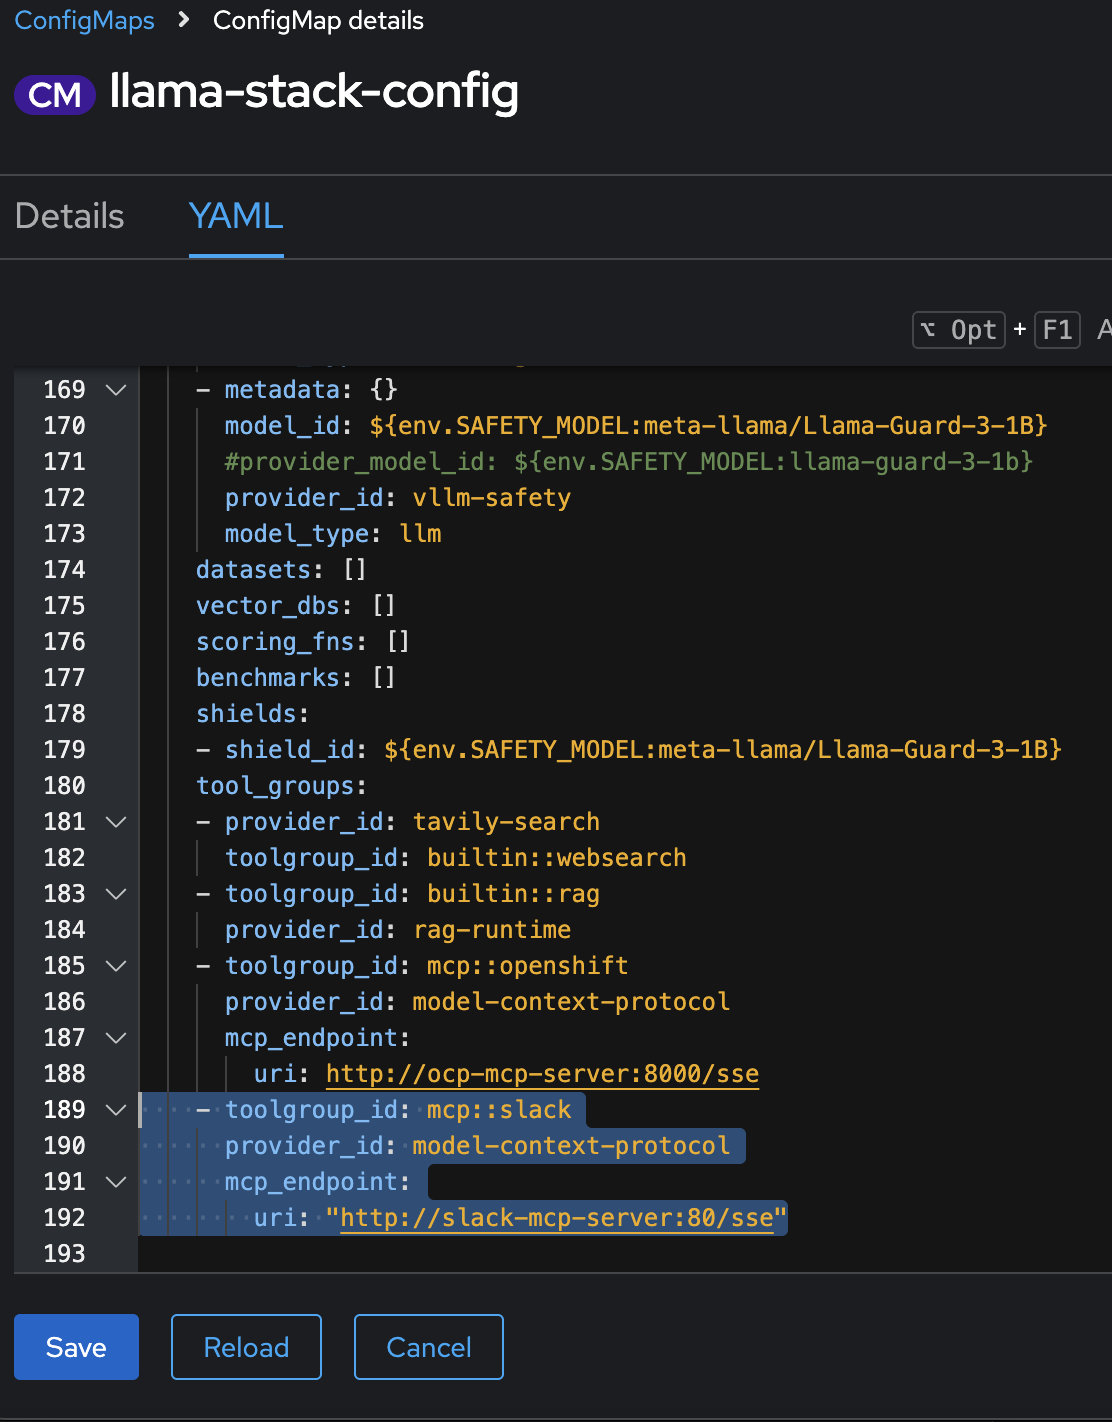 ConfigMaps > ConfigMap details
CM llama-stack-config
Details YAML
⌥ Opt + F1 A
169 - metadata: {}
170 model_id: ${env.SAFETY_MODEL:meta-llama/Llama-Guard-3-1B}
171 #provider_model_id: ${env.SAFETY_MODEL:llama-guard-3-1b}
172 provider_id: vllm-safety
173 model_type: llm
174 datasets: []
175 vector_dbs: []
176 scoring_fns: []
177 benchmarks: []
178 shields:
179 - shield_id: ${env.SAFETY_MODEL:meta-llama/Llama-Guard-3-1B}
180 tool_groups:
181 - provider_id: tavily-search
182 toolgroup_id: builtin::websearch
183 - toolgroup_id: builtin::rag
184 provider_id: rag-runtime
185 - toolgroup_id: mcp::openshift
186 provider_id: model-context-protocol
187 mcp_endpoint:
188 uri: http://ocp-mcp-server:8000/sse
189 - toolgroup_id: mcp::slack
190 provider_id: model-context-protocol
191 mcp_endpoint:
192 uri: "http://slack-mcp-server:80/sse"
193
Save Reload Cancel